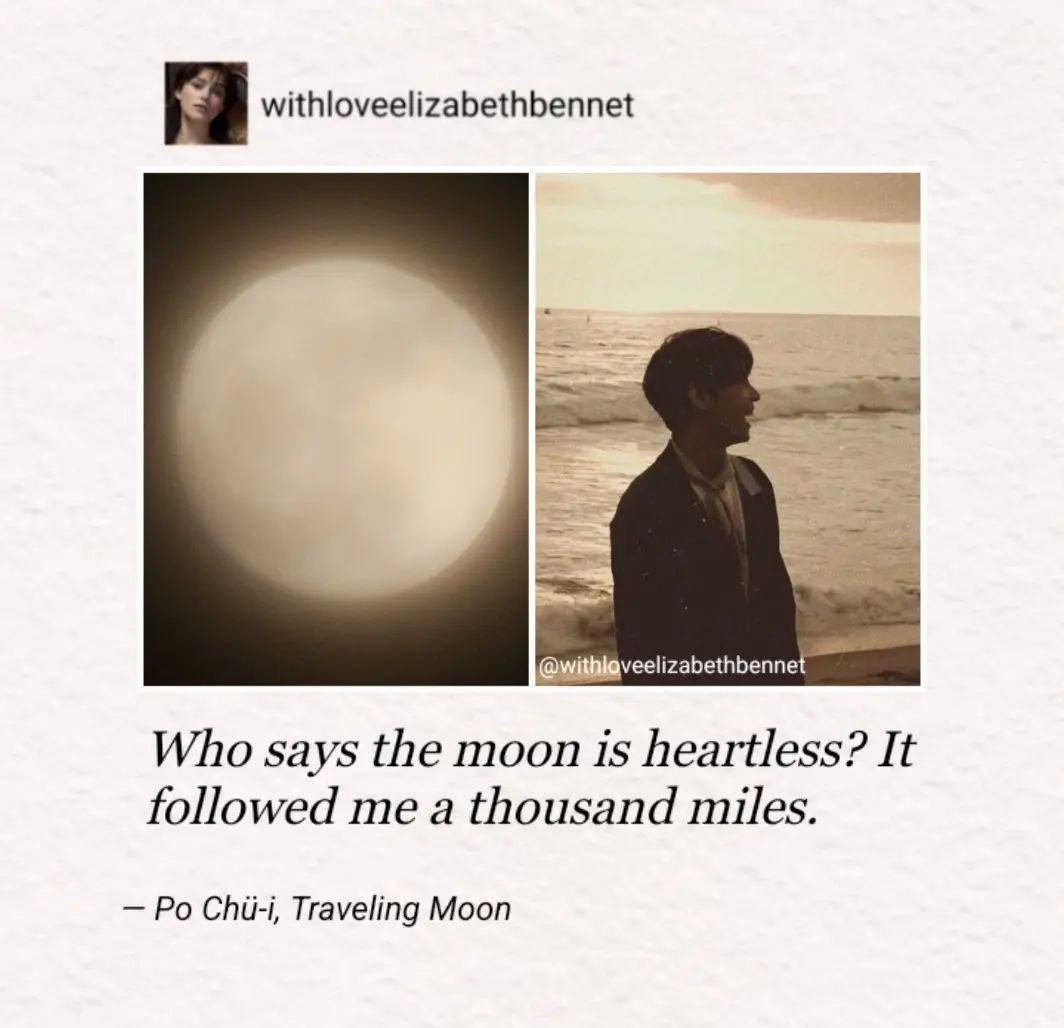 withloveelizabethbennet
@withloveelizabethbennet
Who says the moon is heartless? It
followed me a thousand miles.
— Po Chü-i, Traveling Moon